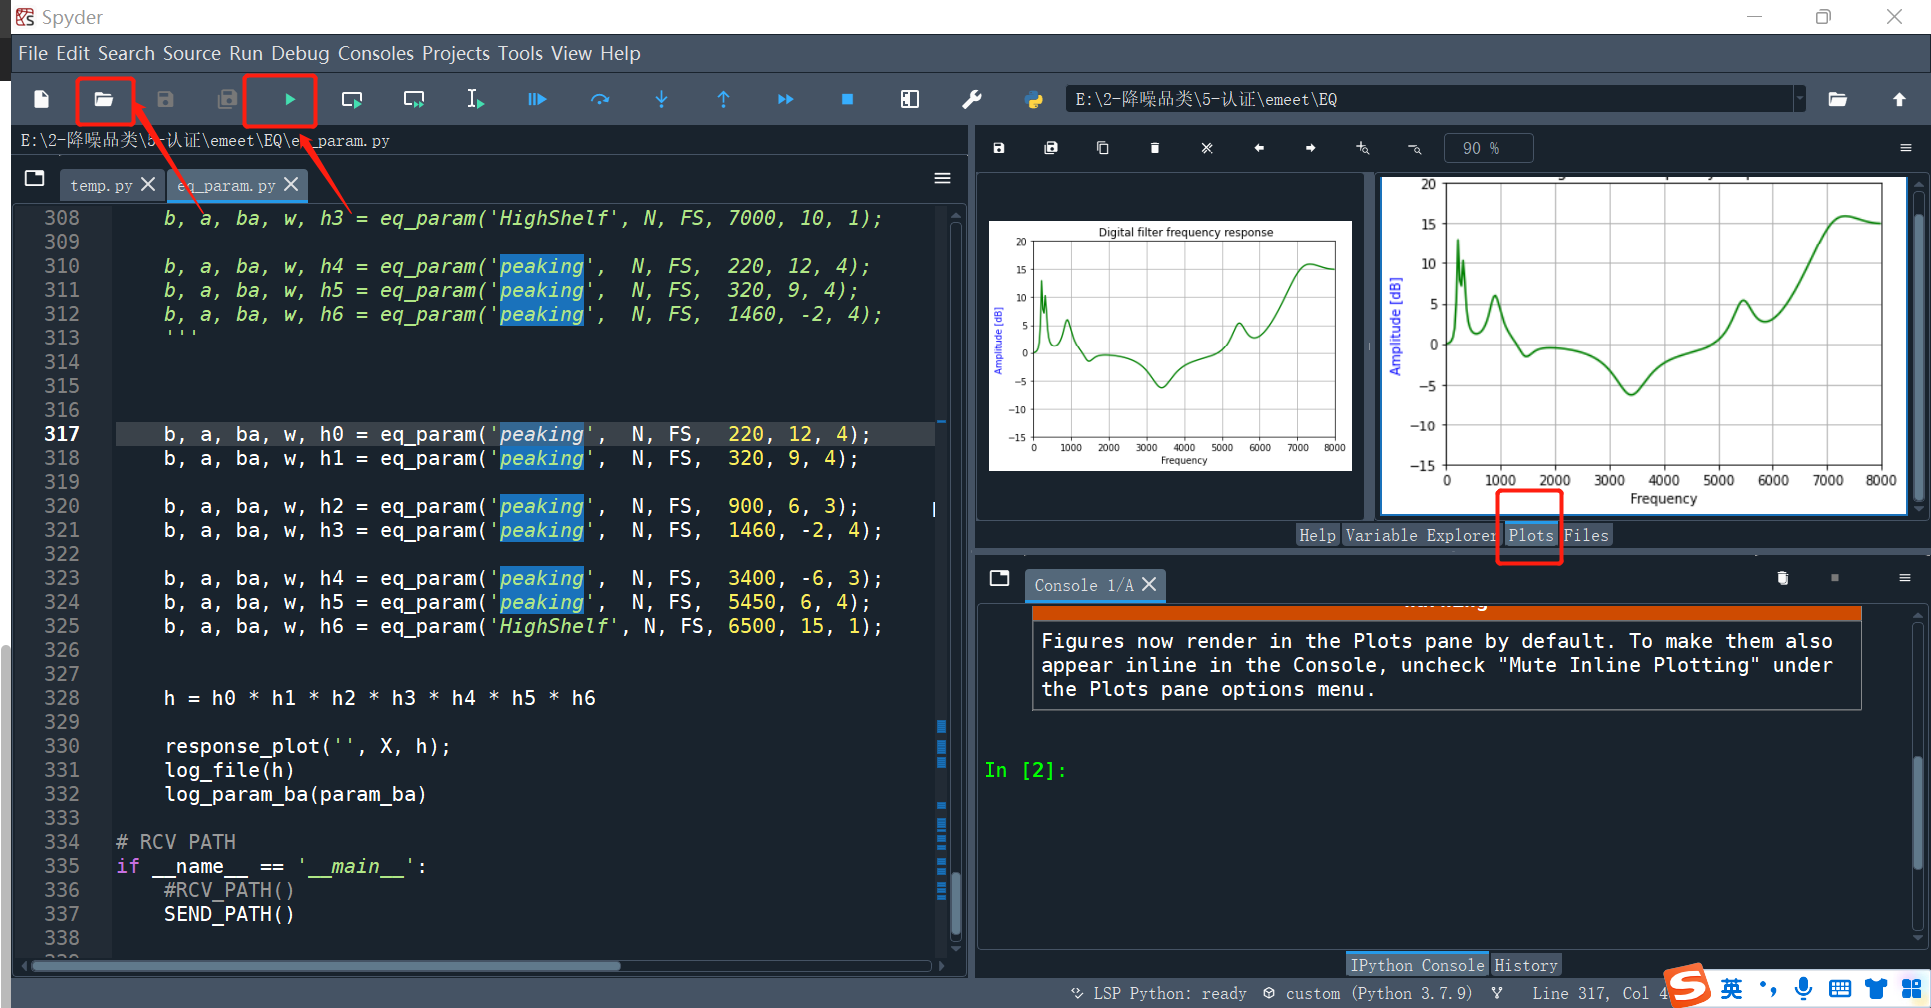 Spyder
File Edit Search Source Run Debug Consoles Projects Tools View Help
E:\2-降噪品类\5-认证\emeet\EQ
E:\2-降噪品类\5-认证\emeet\EQ\eq_param.py
temp.py
eq_param.py
308 b, a, ba, w, h3 = eq_param('HighShelf', N, FS, 7000, 10, 1);
309
310 b, a, ba, w, h4 = eq_param('peaking', N, FS, 220, 12, 4);
311 b, a, ba, w, h5 = eq_param('peaking', N, FS, 320, 9, 4);
312 b, a, ba, w, h6 = eq_param('peaking', N, FS, 1460, -2, 4);
313 '''
314
315
316
317 b, a, ba, w, h0 = eq_param('peaking', N, FS, 220, 12, 4);
318 b, a, ba, w, h1 = eq_param('peaking', N, FS, 320, 9, 4);
319
320 b, a, ba, w, h2 = eq_param('peaking', N, FS, 900, 6, 3);
321 b, a, ba, w, h3 = eq_param('peaking', N, FS, 1460, -2, 4);
322
323 b, a, ba, w, h4 = eq_param('peaking', N, FS, 3400, -6, 3);
324 b, a, ba, w, h5 = eq_param('peaking', N, FS, 5450, 6, 4);
325 b, a, ba, w, h6 = eq_param('HighShelf', N, FS, 6500, 15, 1);
326
327
328 h = h0 * h1 * h2 * h3 * h4 * h5 * h6
329
330 response_plot('', X, h);
331 log_file(h)
332 log_param_ba(param_ba)
333
334 # RCV PATH
335 if __name__ == '__main__':
336 #RCV_PATH()
337 SEND_PATH()
338
90 %
Digital filter frequency response
20
15
10
5
0
−5
−10
−15
Amplitude [dB]
0 1000 2000 3000 4000 5000 6000 7000 8000
Frequency
20
15
10
5
0
−5
−10
−15
Amplitude [dB]
0 1000 2000 3000 4000 5000 6000 7000 8000
Frequency
Help Variable Explorer Plots Files
Console 1/A
Figures now render in the Plots pane by default. To make them also
appear inline in the Console, uncheck "Mute Inline Plotting" under
the Plots pane options menu.
In [2]:
IPython Console History
LSP Python: ready custom (Python 3.7.9) Line 317, Col 4
英